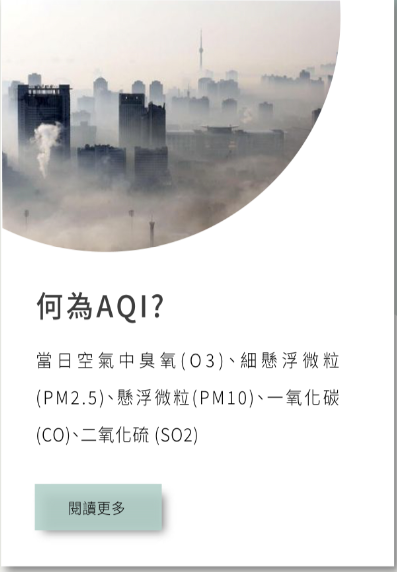 何為AQI?
當日空氣中臭氧(O3)、細懸浮微粒
(PM2.5)、懸浮微粒(PM10)、一氧化碳
(CO)、二氧化硫 (SO2)
閱讀更多